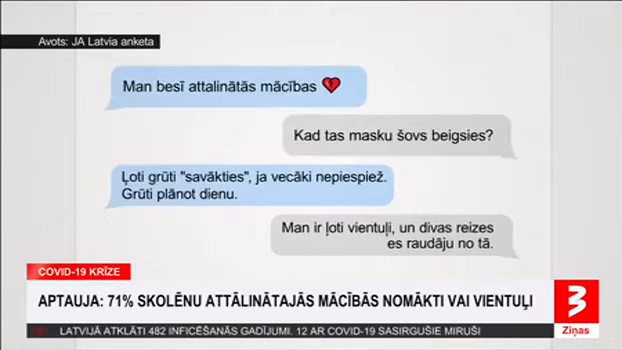 Avots: JA Latvia anketa
Man besī attalinātās mācības
Kad tas masku šovs beigsies?
Ļoti grūti "savākties", ja vecāki nepiespiež.
Grūti plānot dienu.
Man ir ļoti vientuļi, un divas reizes
es raudāju no tā.
COVID-19 KRĪZE
APTAUJA: 71% SKOLĒNU ATTĀLINĀTAJĀS MĀCĪBĀS NOMĀKTI VAI VIENTUĻI
3
Ziņas
LATVIJĀ ATKLĀTI 482 INFICĒŠANĀS GADĪJUMI. 12 AR COVID-19 SASIRGUŠIE MIRUŠI